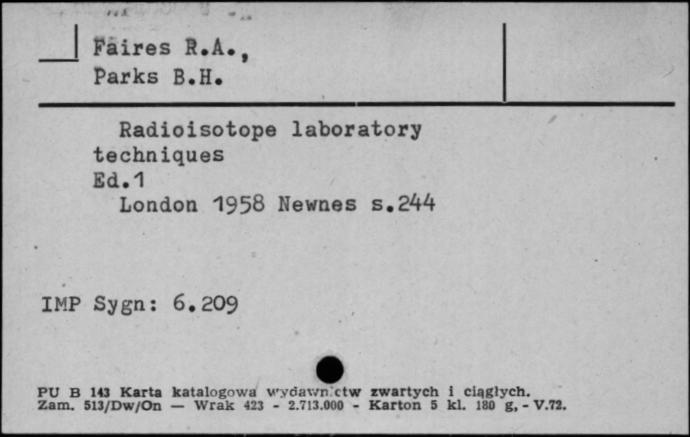 Faires R.A.,
Parks B.H.
Radioisotope laboratory
techniques
Ed.1
London 1958 Newnes s.244
IMP Sygn: 6.209
PU B 143 Karta katalogowa wydawnictw zwartych i ciągłych.
Zam. 513/Dw/On — Wrak 423 - 2.713.000 - Karton 5 kl. 180 g, - V.72.